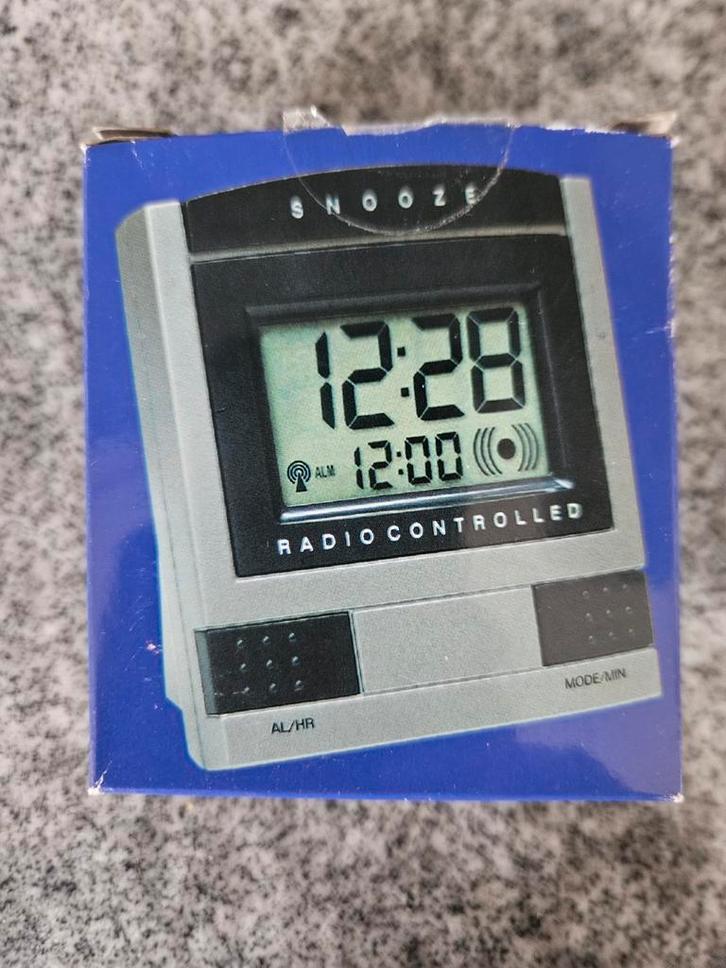 SNOOZE
12:28
ALM 12:00
RADIO CONTROLLED
MODE/MIN
AL/HR